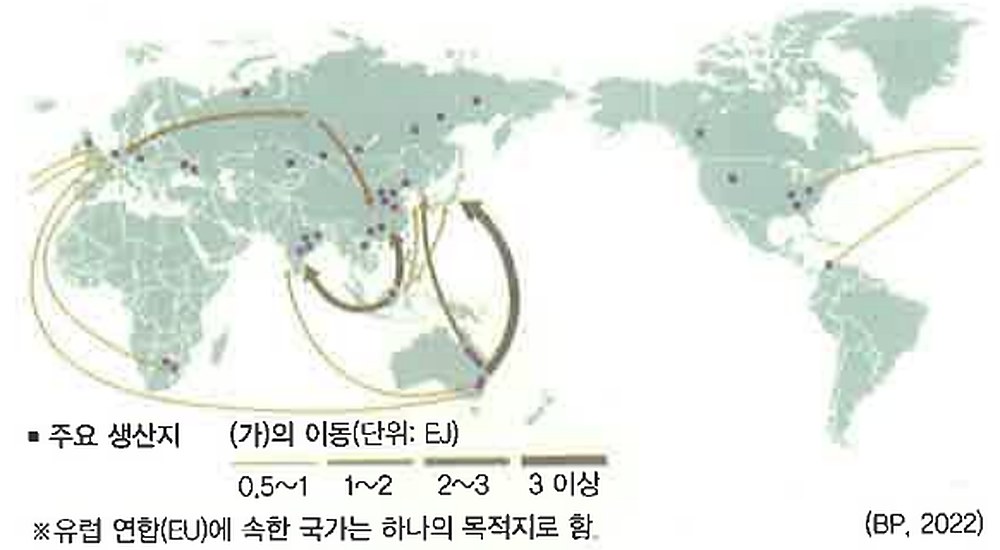 ■ 주요 생산지 (가)의 이동(단위: EJ)
0.5~1 1~2 2~3 3 이상
※유럽 연합(EU)에 속한 국가는 하나의 목적지로 함.
(BP, 2022)